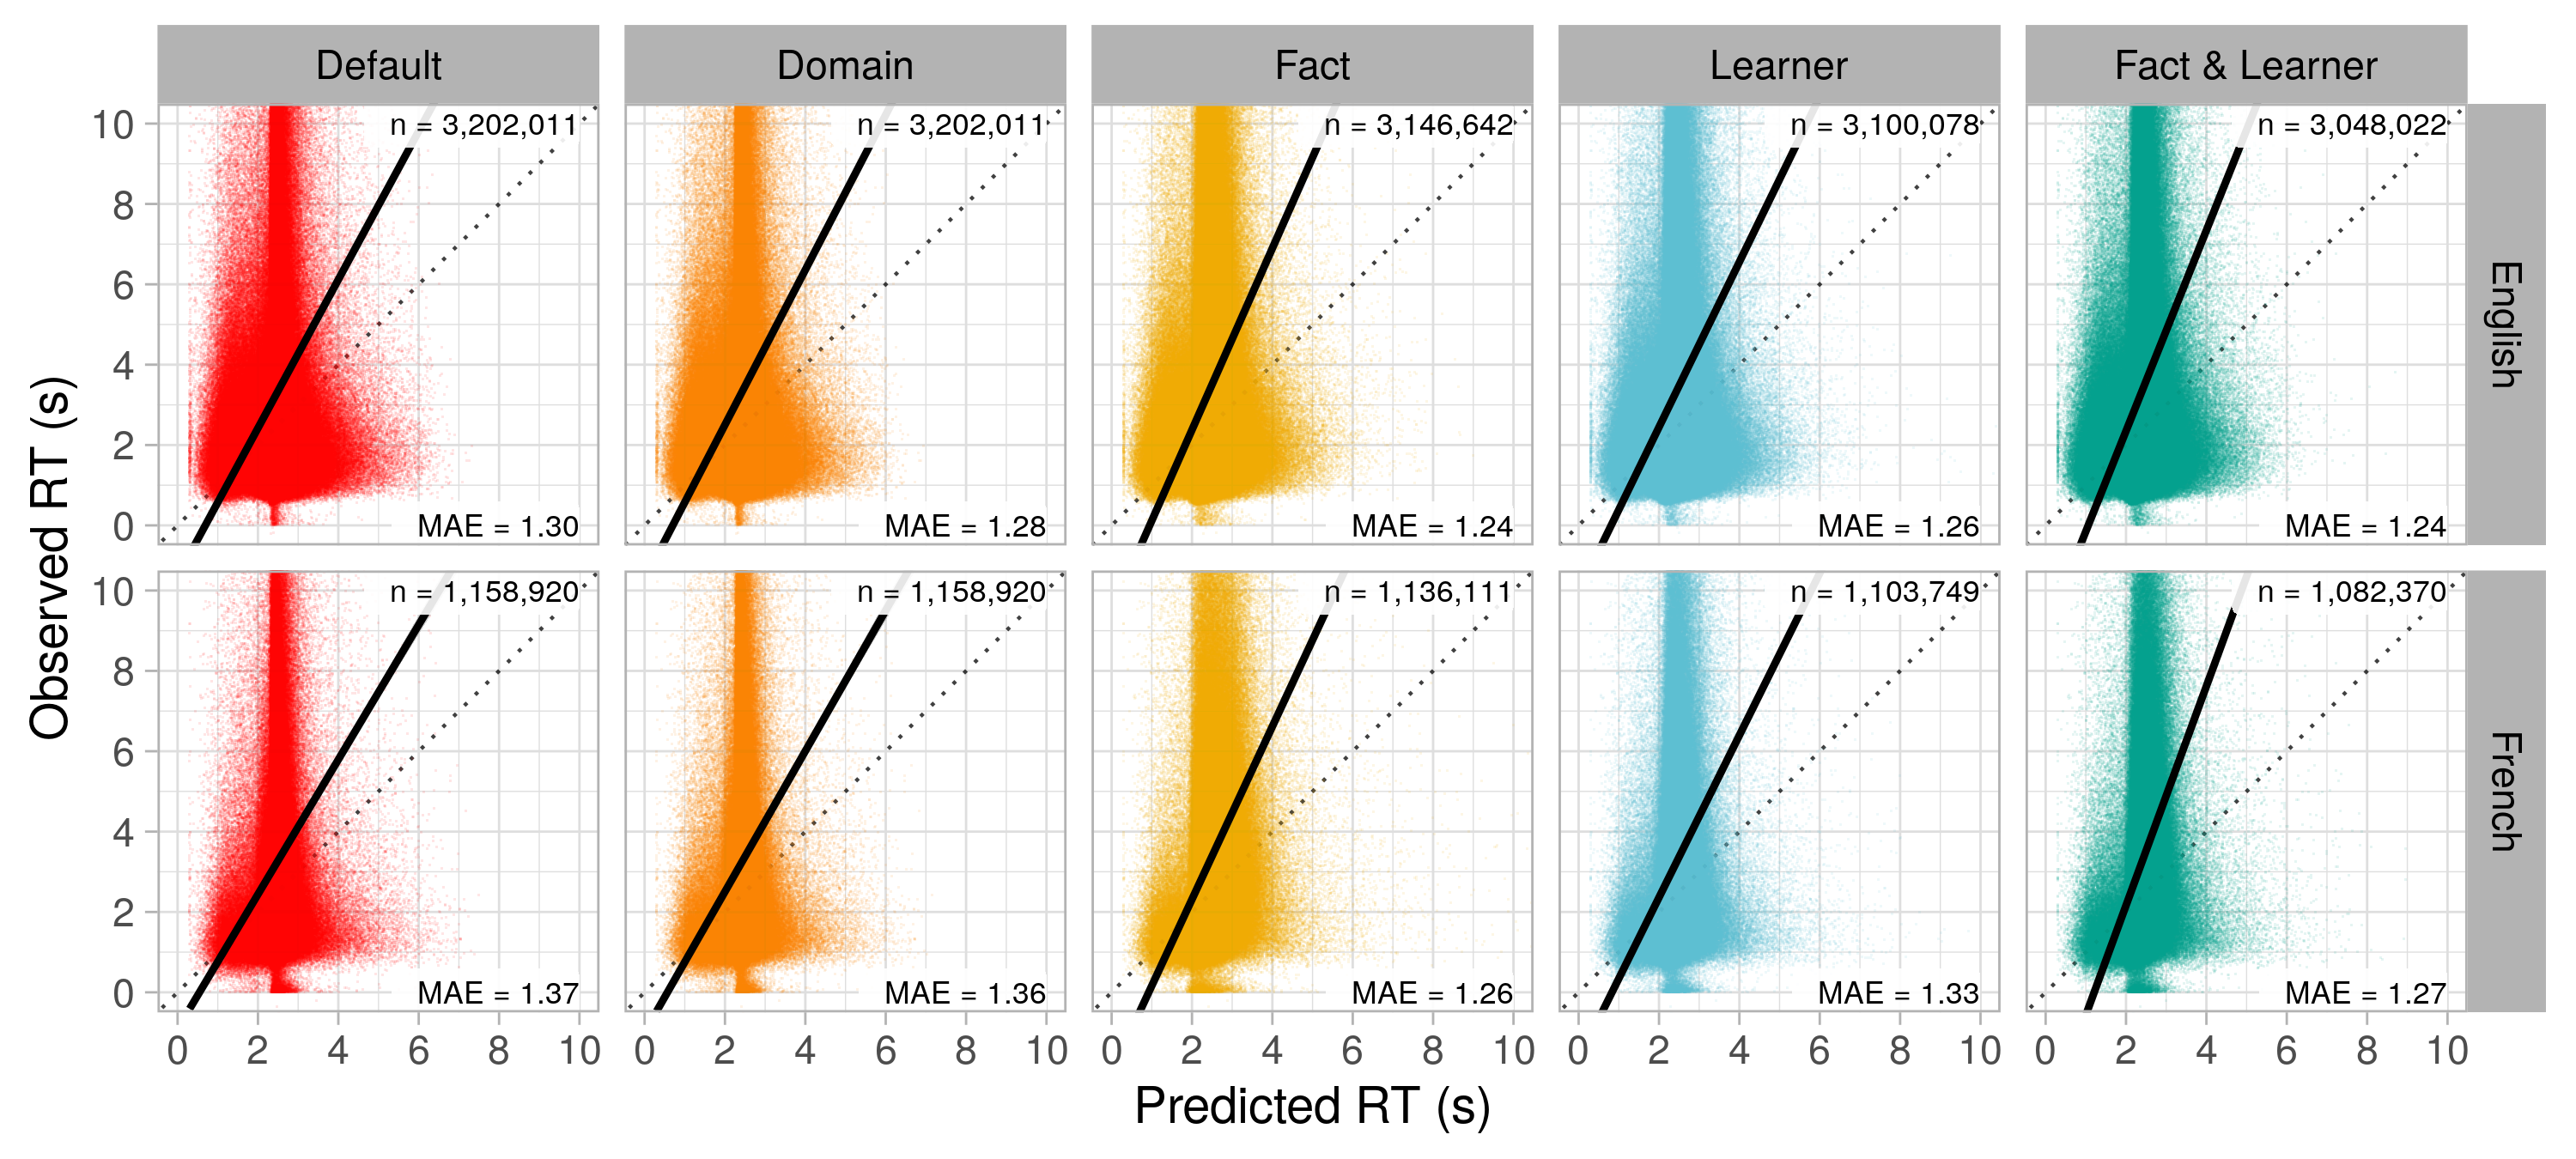 Default Domain Fact Learner Fact & Learner
n = 3,202,011 n = 3,202,011 n = 3,146,642 n = 3,100,078 n = 3,048,022
MAE = 1.30 MAE = 1.28 MAE = 1.24 MAE = 1.26 MAE = 1.24
English
10
8
6
4
2
0
Observed RT (s)
n = 1,158,920 n = 1,158,920 n = 1,136,111 n = 1,103,749 n = 1,082,370
MAE = 1.37 MAE = 1.36 MAE = 1.26 MAE = 1.33 MAE = 1.27
French
10
8
6
4
2
0
0 2 4 6 8 10 0 2 4 6 8 10 0 2 4 6 8 10 0 2 4 6 8 10 0 2 4 6 8 10
Predicted RT (s)